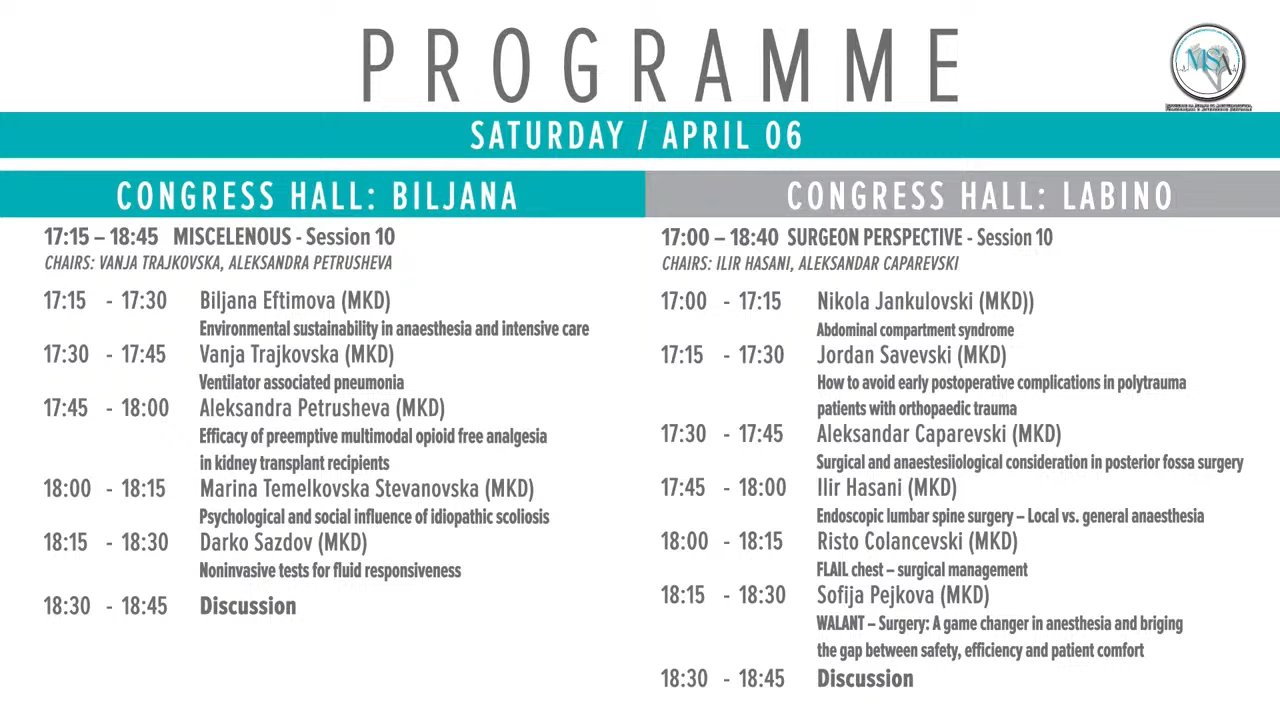 PROGRAMME
MSA
SATURDAY / APRIL 06
CONGRESS HALL: BILJANA
17:15 – 18:45 MISCELENOUS - Session 10
CHAIRS: VANJA TRAJKOVSKA, ALEKSANDRA PETRUSHEVA
17:15 - 17:30 Biljana Eftimova (MKD)
Environmental sustainability in anaesthesia and intensive care
17:30 - 17:45 Vanja Trajkovska (MKD)
Ventilator associated pneumonia
17:45 - 18:00 Aleksandra Petrusheva (MKD)
Efficacy of preemptive multimodal opioid free analgesia
in kidney transplant recipients
18:00 - 18:15 Marina Temelkovska Stevanovska (MKD)
Psychological and social influence of idiopathic scoliosis
18:15 - 18:30 Darko Sazdov (MKD)
Noninvasive tests for fluid responsiveness
18:30 - 18:45 Discussion
CONGRESS HALL: LABINO
17:00 – 18:40 SURGEON PERSPECTIVE - Session 10
CHAIRS: ILIR HASANI, ALEKSANDAR CAPAREVSKI
17:00 - 17:15 Nikola Jankulovski (MKD))
Abdominal compartment syndrome
17:15 - 17:30 Jordan Savevski (MKD)
How to avoid early postoperative complications in polytrauma
patients with orthopaedic trauma
17:30 - 17:45 Aleksandar Caparevski (MKD)
Surgical and anaestesiiological consideration in posterior fossa surgery
17:45 - 18:00 Ilir Hasani (MKD)
Endoscopic lumbar spine surgery – Local vs. general anaesthesia
18:00 - 18:15 Risto Colancevski (MKD)
FLAIL chest – surgical management
18:15 - 18:30 Sofija Pejkova (MKD)
WALANT – Surgery: A game changer in anesthesia and briging
the gap between safety, efficiency and patient comfort
18:30 - 18:45 Discussion